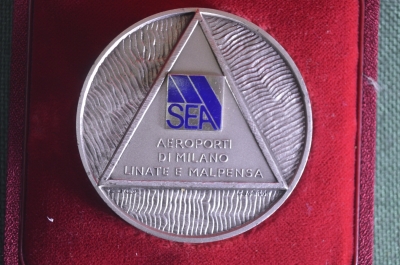 SEA
AEROPORTI
DI MILANO
LINATE E MALPENSA